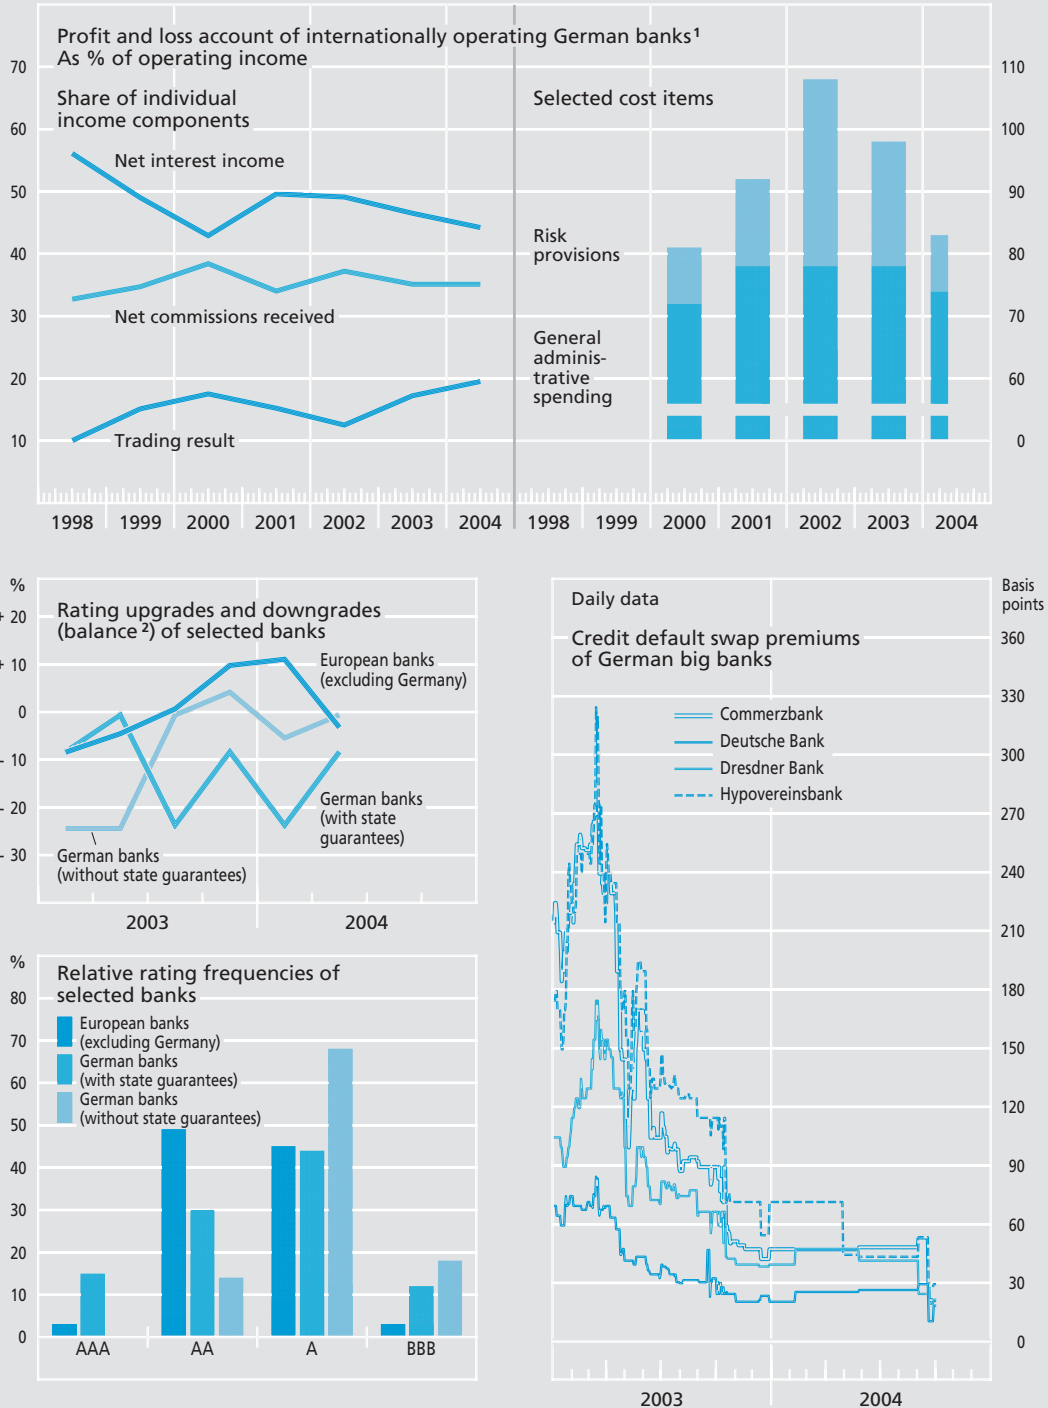 Profit and loss account of internationally operating German banks¹
As % of operating income
70
60
50
40
30
20
10
Share of individual
income components
Net interest income
Net commissions received
Trading result
1998 1999 2000 2001 2002 2003 2004
Selected cost items
Risk
provisions
General
adminis-
trative
spending
110
100
90
80
70
60
0
1998 1999 2000 2001 2002 2003 2004
%
+ 20
+ 10
0
– 10
– 20
– 30
Rating upgrades and downgrades
(balance ²) of selected banks
European banks
(excluding Germany)
German banks
(with state
guarantees)
German banks
(without state guarantees)
2003 2004
%
80
70
60
50
40
30
20
10
0
Relative rating frequencies of
selected banks
European banks
(excluding Germany)
German banks
(with state guarantees)
German banks
(without state guarantees)
AAA AA A BBB
Daily data
Credit default swap premiums
of German big banks
Commerzbank
Deutsche Bank
Dresdner Bank
Hypovereinsbank
Basis
points
360
330
300
270
240
210
180
150
120
90
60
30
0
2003 2004